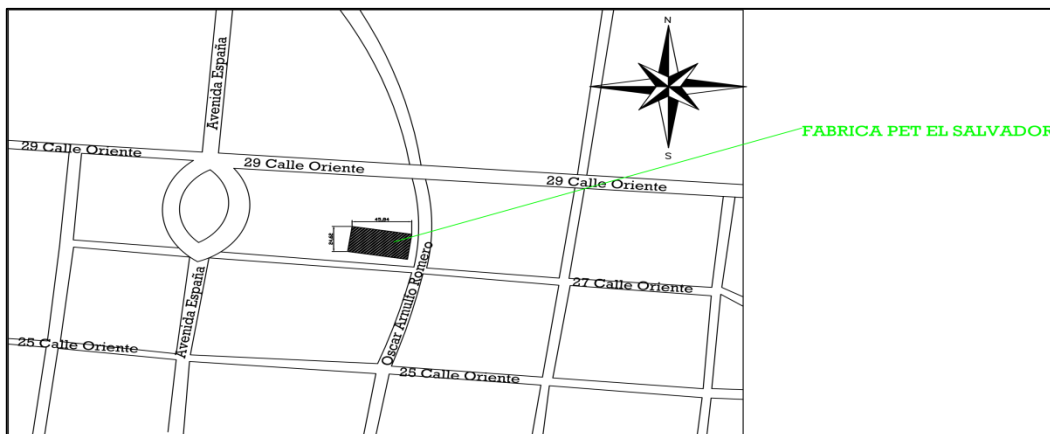 N
Avenida España
FABRICA PET EL SALVADOR
29 Calle Oriente
S
29 Calle Oriente
29 Calle Oriente
Oscar Arnulfo Romero
Avenida España
27 Calle Oriente
25 Calle Oriente
25 Calle Oriente